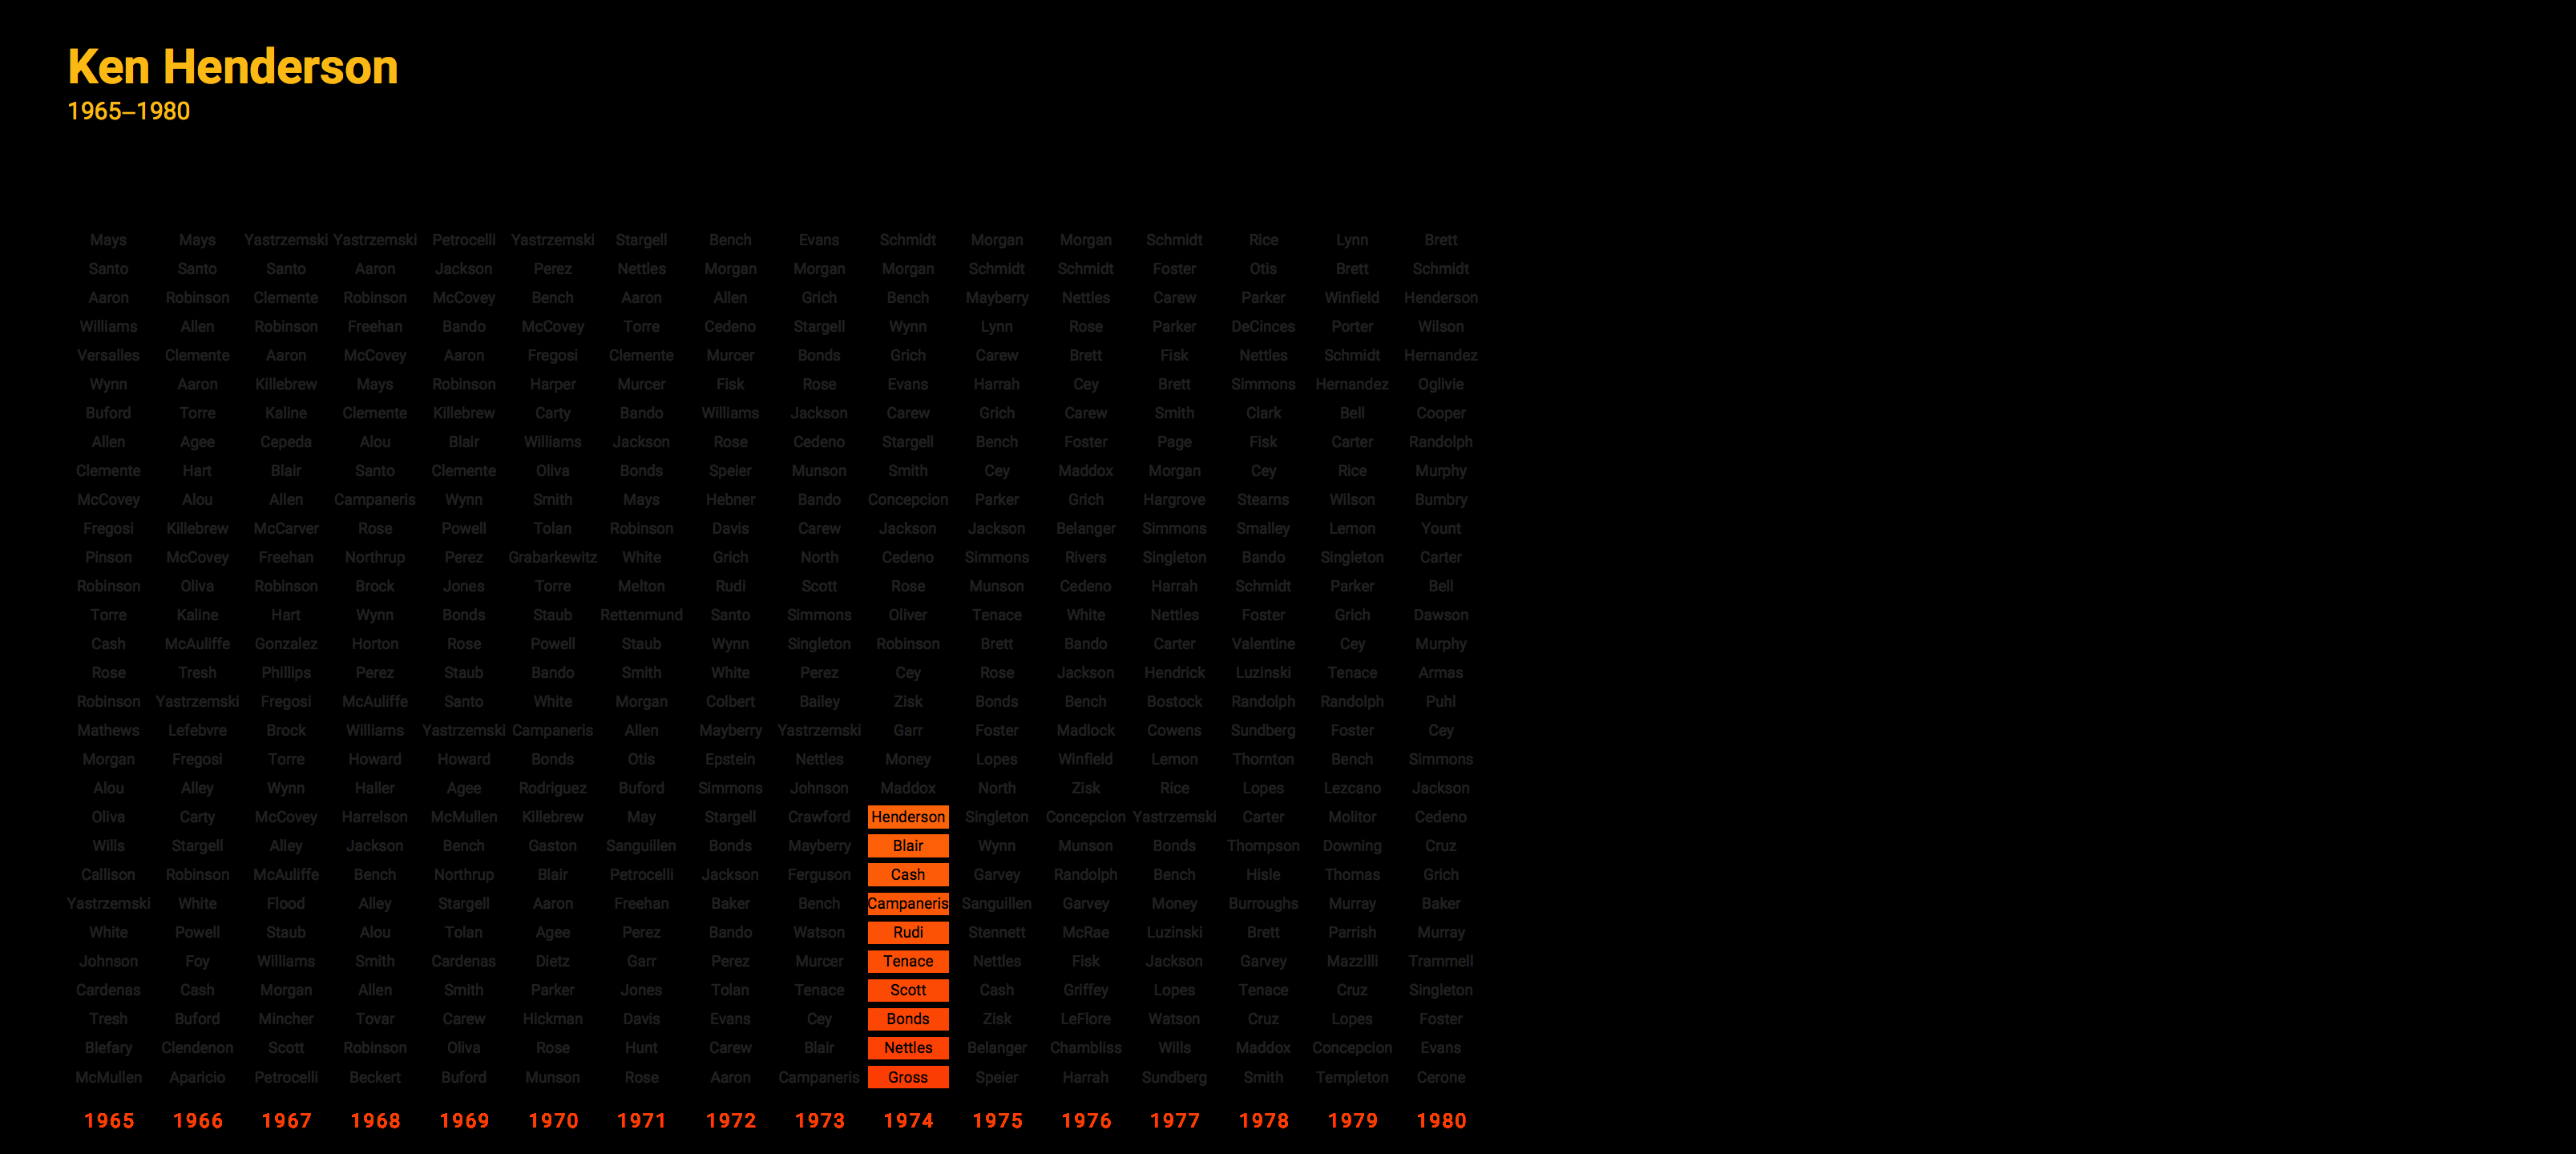 Ken Henderson
1965–1980
Mays Mays Yastrzemski Yastrzemski Petrocelli Yastrzemski Stargell Bench Evans Schmidt Morgan Morgan Schmidt Rice Lynn Brett
Santo Santo Santo Aaron Jackson Perez Nettles Morgan Morgan Morgan Schmidt Schmidt Foster Otis Brett Schmidt
Aaron Robinson Clemente Robinson McCovey Bench Aaron Allen Grich Bench Mayberry Nettles Carew Parker Winfield Henderson
Williams Allen Robinson Freehan Bando McCovey Torre Cedeno Stargell Wynn Lynn Rose Parker DeCinces Porter Wilson
Versalles Clemente Aaron McCovey Aaron Fregosi Clemente Murcer Bonds Grich Carew Brett Fisk Nettles Schmidt Hernandez
Wynn Aaron Killebrew Mays Robinson Harper Murcer Fisk Rose Evans Harrah Cey Brett Simmons Hernandez Oglivie
Buford Torre Kaline Clemente Killebrew Carty Bando Williams Jackson Carew Grich Carew Smith Clark Bell Cooper
Allen Agee Cepeda Alou Blair Williams Jackson Rose Cedeno Stargell Bench Foster Page Fisk Carter Randolph
Clemente Hart Blair Santo Clemente Oliva Bonds Speier Munson Smith Cey Maddox Morgan Cey Rice Murphy
McCovey Alou Allen Campaneris Wynn Smith Mays Hebner Bando Concepcion Parker Grich Hargrove Stearns Wilson Bumbry
Fregosi Killebrew McCarver Rose Powell Tolan Robinson Davis Carew Jackson Jackson Belanger Simmons Smalley Lemon Yount
Pinson McCovey Freehan Northrup Perez Grabarkewitz White Grich North Cedeno Simmons Rivers Singleton Bando Singleton Carter
Robinson Oliva Robinson Brock Jones Torre Melton Rudi Scott Rose Munson Cedeno Harrah Schmidt Parker Bell
Torre Kaline Hart Wynn Bonds Staub Rettenmund Santo Simmons Oliver Tenace White Nettles Foster Grich Dawson
Cash McAuliffe Gonzalez Horton Rose Powell Staub Wynn Singleton Robinson Brett Bando Carter Valentine Cey Murphy
Rose Tresh Phillips Perez Staub Bando Smith White Perez Cey Rose Jackson Hendrick Luzinski Tenace Armas
Robinson Yastrzemski Fregosi McAuliffe Santo White Morgan Colbert Bailey Zisk Bonds Bench Bostock Randolph Randolph Puhl
Mathews Lefebvre Brock Williams Yastrzemski Campaneris Allen Mayberry Yastrzemski Garr Foster Madlock Cowens Sundberg Foster Cey
Morgan Fregosi Torre Howard Howard Bonds Otis Epstein Nettles Money Lopes Winfield Lemon Thornton Bench Simmons
Alou Alley Wynn Haller Agee Rodriguez Buford Simmons Johnson Maddox North Zisk Rice Lopes Lezcano Jackson
Oliva Carty McCovey Harrelson McMullen Killebrew May Stargell Crawford Henderson Singleton Concepcion Yastrzemski Carter Molitor Cedeno
Wills Stargell Alley Jackson Bench Gaston Sanguillen Bonds Mayberry Blair Wynn Munson Bonds Thompson Downing Cruz
Callison Robinson McAuliffe Bench Northrup Blair Petrocelli Jackson Ferguson Cash Garvey Randolph Bench Hisle Thomas Grich
Yastrzemski White Flood Alley Stargell Aaron Freehan Baker Bench Campaneris Sanguillen Garvey Money Burroughs Murray Baker
White Powell Staub Alou Tolan Agee Perez Bando Watson Rudi Stennett McRae Luzinski Brett Parrish Murray
Johnson Foy Williams Smith Cardenas Dietz Garr Perez Murcer Tenace Nettles Fisk Jackson Garvey Mazzilli Trammell
Cardenas Cash Morgan Allen Smith Parker Jones Tolan Tenace Scott Cash Griffey Lopes Tenace Cruz Singleton
Tresh Buford Mincher Tovar Carew Hickman Davis Evans Cey Bonds Zisk LeFlore Watson Cruz Lopes Foster
Blefary Clendenon Scott Robinson Oliva Rose Hunt Carew Blair Nettles Belanger Chambliss Wills Maddox Concepcion Evans
McMullen Aparicio Petrocelli Beckert Buford Munson Rose Aaron Campaneris Gross Speier Harrah Sundberg Smith Templeton Cerone
1965 1966 1967 1968 1969 1970 1971 1972 1973 1974 1975 1976 1977 1978 1979 1980